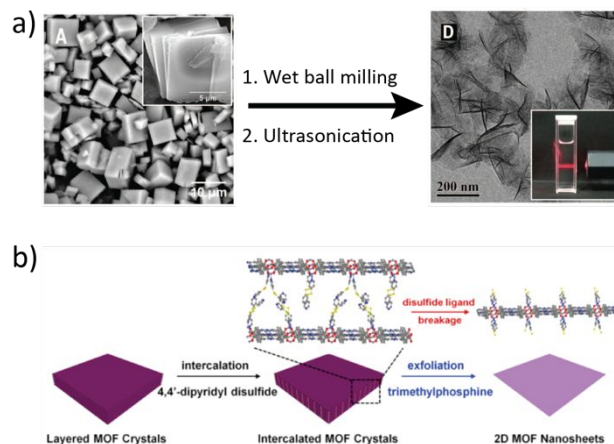 a)
A
5 µm
10 µm
1. Wet ball milling
2. Ultrasonication
D
200 nm
b)
disulfide ligand
breakage
intercalation
4,4'-dipyridyl disulfide
exfoliation
trimethylphosphine
Layered MOF Crystals
Intercalated MOF Crystals
2D MOF Nanosheets